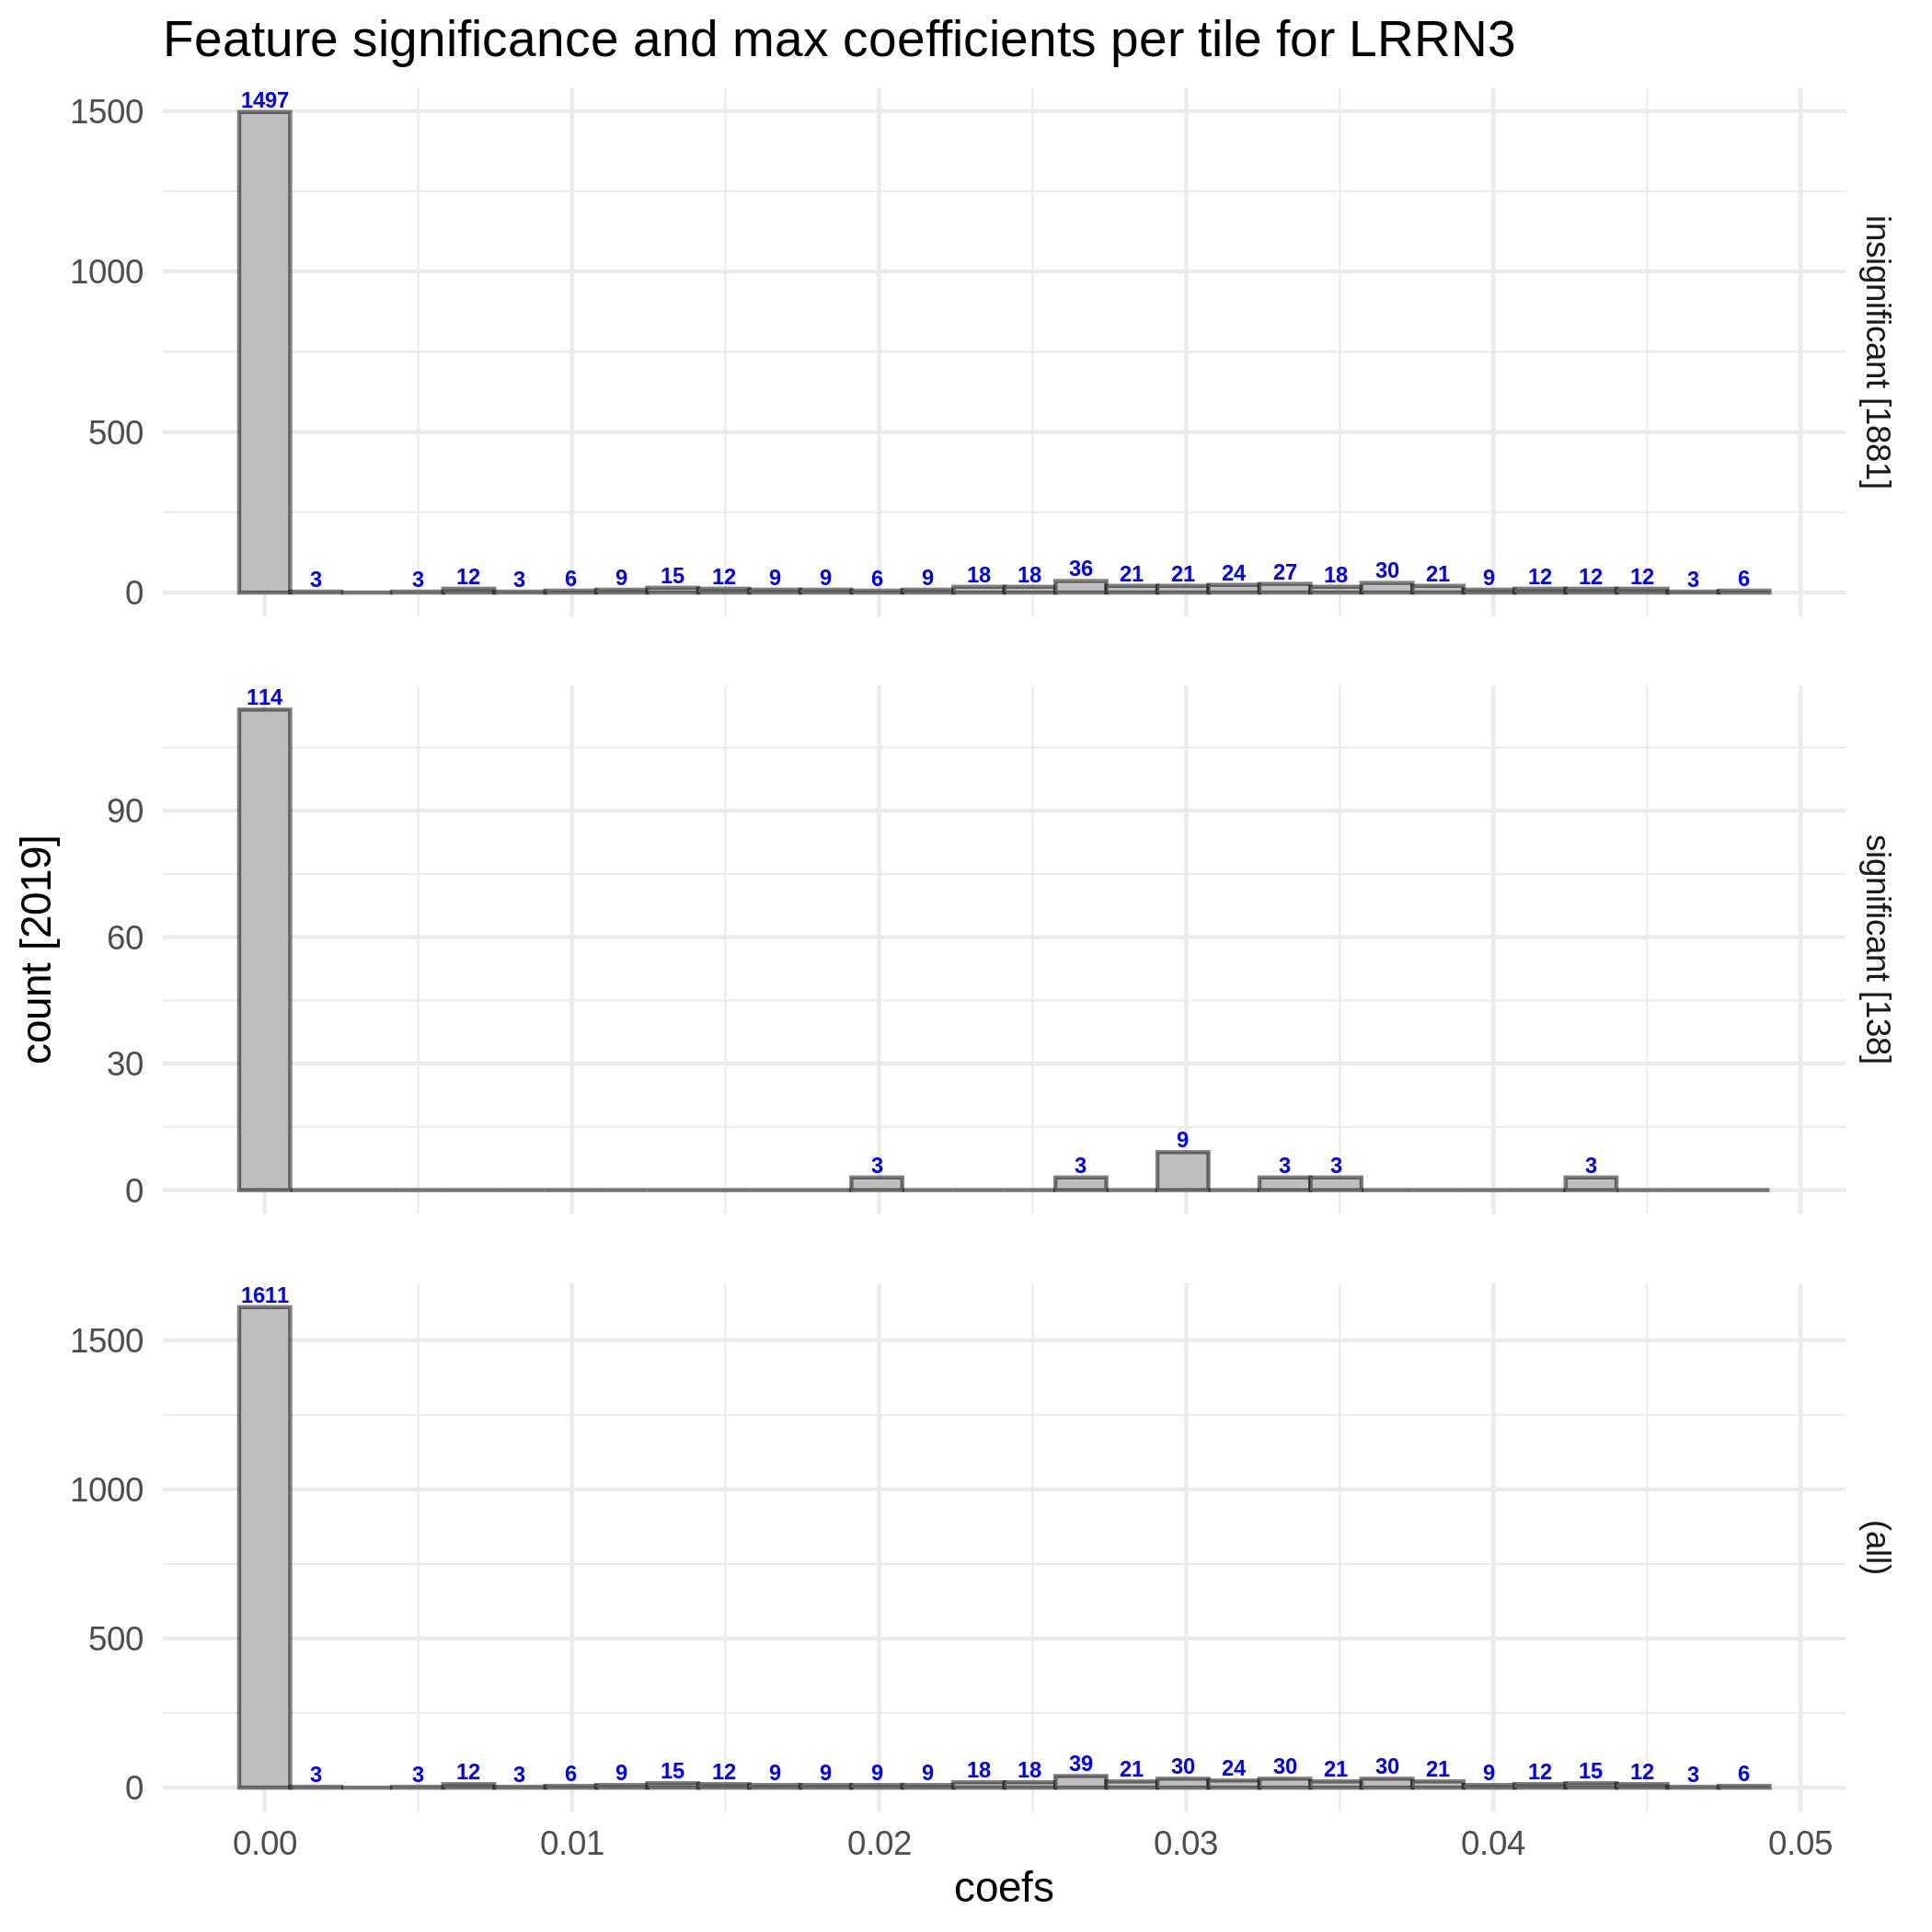 Feature significance and max coefficients per tile for LRRN3
1497
1500
1000
500
0
3 3 12 3 6 9 15 12 9 9 6 9 18 18 36 21 21 24 27 18 30 21 9 12 12 12 3 6
insignificant [1881]
114
90
60
30
0
3 3 9 3 3 3
significant [138]
count [2019]
1611
1500
1000
500
0
3 3 12 3 6 9 15 12 9 9 9 9 18 18 39 21 30 24 30 21 30 21 9 12 15 12 3 6
(all)
0.00 0.01 0.02 0.03 0.04 0.05
coefs